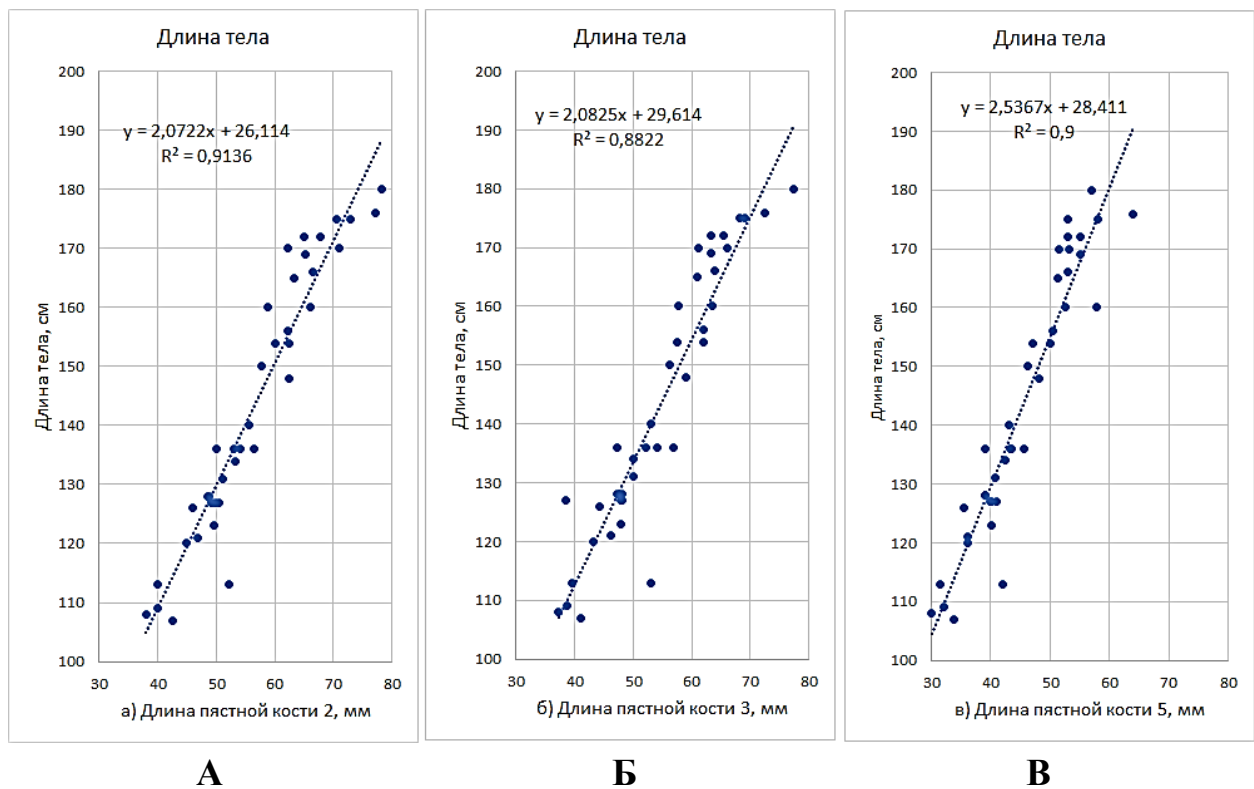 Длина тела
200
190
180
170
160
150
140
130
120
110
100
y = 2,0722x + 26,114
R² = 0,9136
Длина тела, см
30 40 50 60 70 80
а) Длина пястной кости 2, мм
А
Длина тела
200
190
180
170
160
150
140
130
120
110
100
y = 2,0825x + 29,614
R² = 0,8822
Длина тела, см
30 40 50 60 70 80
б) Длина пястной кости 3, мм
Б
Длина тела
200
190
180
170
160
150
140
130
120
110
100
y = 2,5367x + 28,411
R² = 0,9
Длина тела, см
30 40 50 60 70 80
в) Длина пястной кости 5, мм
В